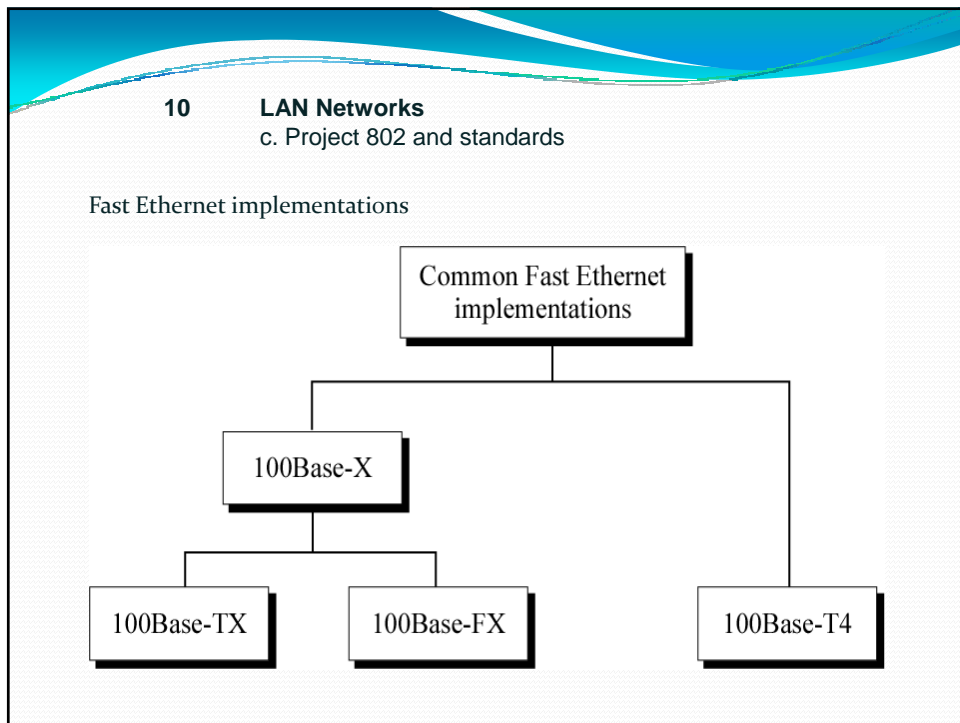 10 LAN Networks
c. Project 802 and standards
Fast Ethernet implementations
Common Fast Ethernet
implementations
100Base-X
100Base-TX
100Base-FX
100Base-T4